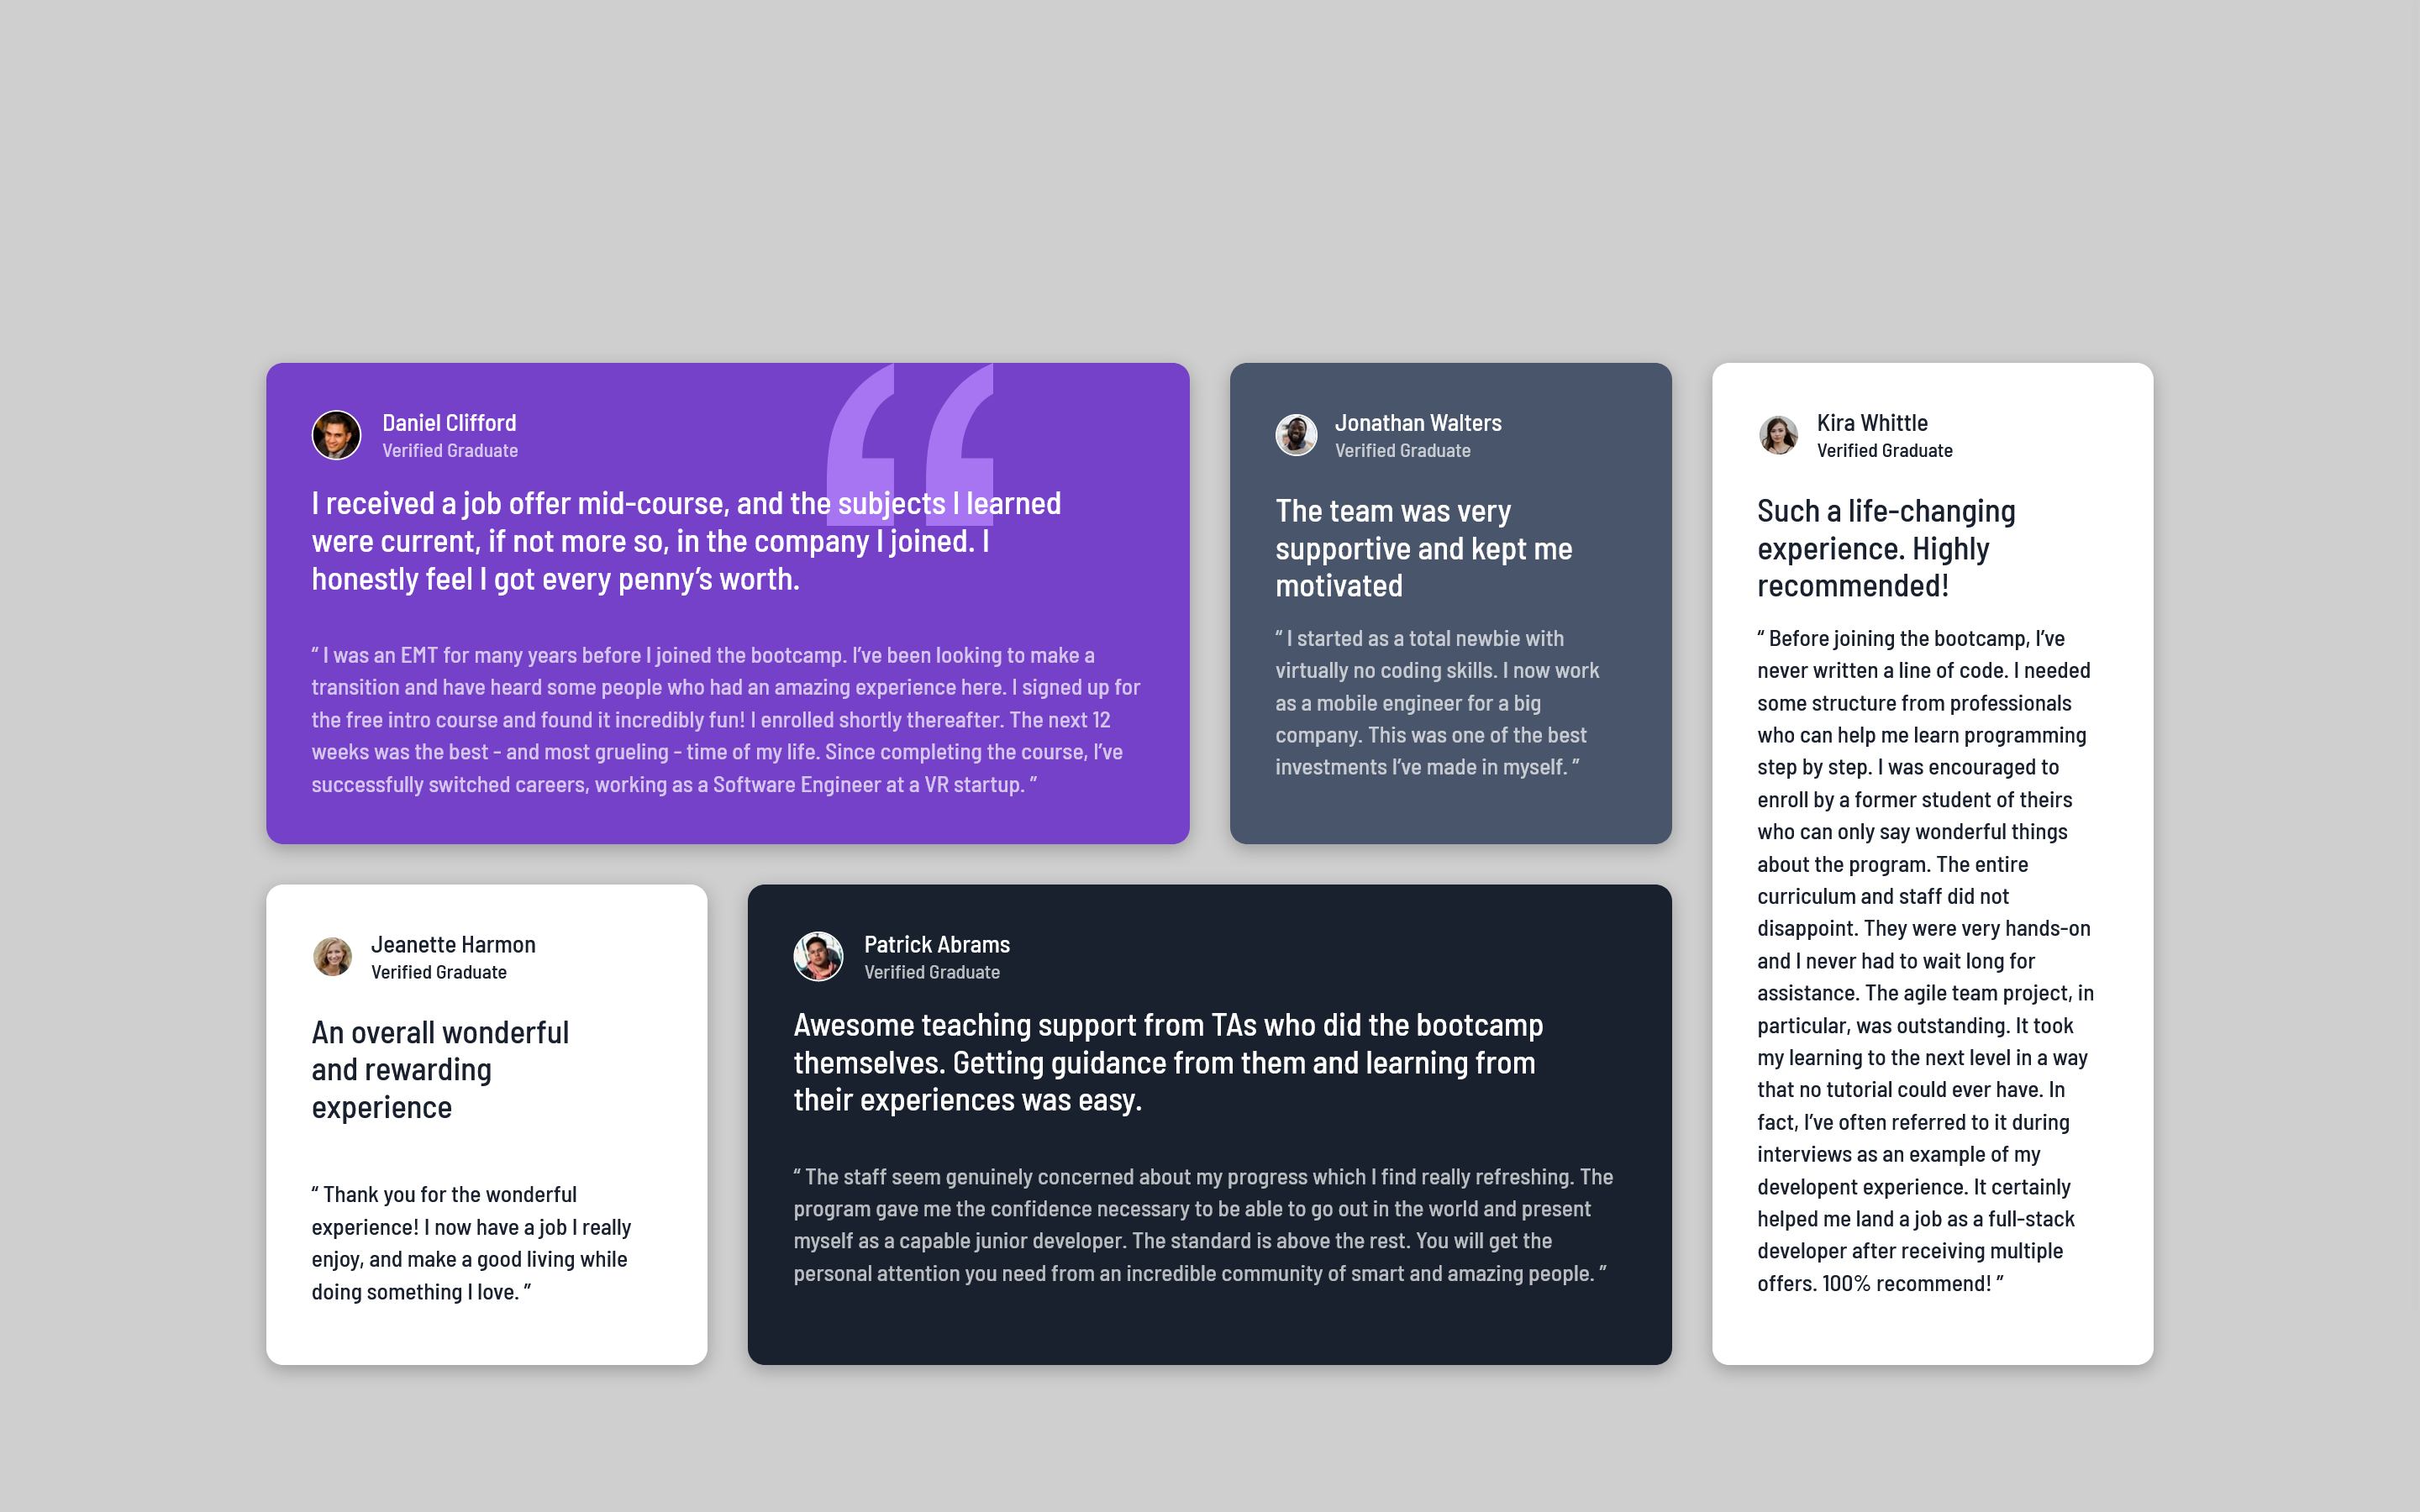 Daniel Clifford
Verified Graduate
I received a job offer mid-course, and the subjects I learned
were current, if not more so, in the company I joined. I
honestly feel I got every penny’s worth.
“ I was an EMT for many years before I joined the bootcamp. I’ve been looking to make a
transition and have heard some people who had an amazing experience here. I signed up for
the free intro course and found it incredibly fun! I enrolled shortly thereafter. The next 12
weeks was the best - and most grueling - time of my life. Since completing the course, I’ve
successfully switched careers, working as a Software Engineer at a VR startup. ”
Jonathan Walters
Verified Graduate
The team was very
supportive and kept me
motivated
“ I started as a total newbie with
virtually no coding skills. I now work
as a mobile engineer for a big
company. This was one of the best
investments I’ve made in myself. ”
Kira Whittle
Verified Graduate
Such a life-changing
experience. Highly
recommended!
“ Before joining the bootcamp, I’ve
never written a line of code. I needed
some structure from professionals
who can help me learn programming
step by step. I was encouraged to
enroll by a former student of theirs
who can only say wonderful things
about the program. The entire
curriculum and staff did not
disappoint. They were very hands-on
and I never had to wait long for
assistance. The agile team project, in
particular, was outstanding. It took
my learning to the next level in a way
that no tutorial could ever have. In
fact, I’ve often referred to it during
interviews as an example of my
developent experience. It certainly
helped me land a job as a full-stack
developer after receiving multiple
offers. 100% recommend! ”
Jeanette Harmon
Verified Graduate
An overall wonderful
and rewarding
experience
“ Thank you for the wonderful
experience! I now have a job I really
enjoy, and make a good living while
doing something I love. ”
Patrick Abrams
Verified Graduate
Awesome teaching support from TAs who did the bootcamp
themselves. Getting guidance from them and learning from
their experiences was easy.
“ The staff seem genuinely concerned about my progress which I find really refreshing. The
program gave me the confidence necessary to be able to go out in the world and present
myself as a capable junior developer. The standard is above the rest. You will get the
personal attention you need from an incredible community of smart and amazing people. ”